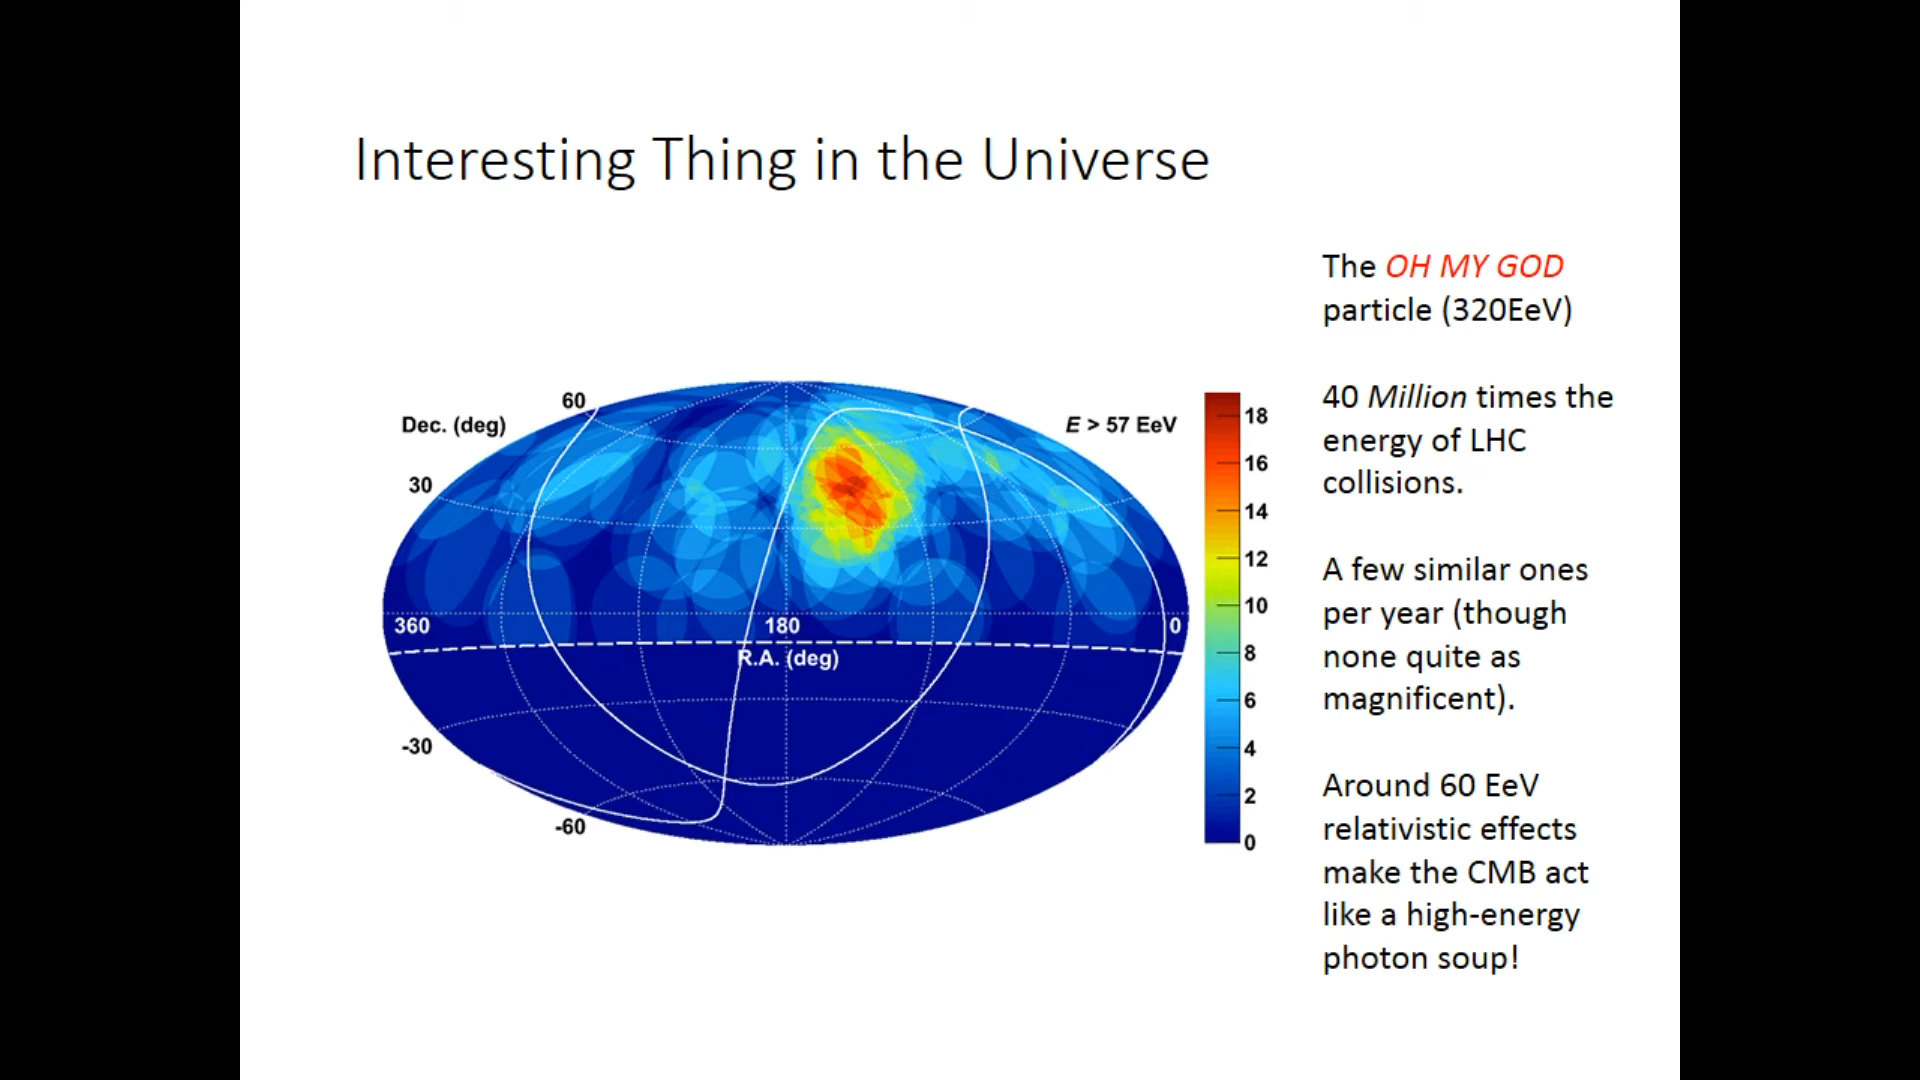 Interesting Thing in the Universe
The OH MY GOD
particle (320EeV)
40 Million times the
energy of LHC
collisions.
A few similar ones
per year (though
none quite as
magnificent).
Around 60 EeV
relativistic effects
make the CMB act
like a high-energy
photon soup!
60
Dec. (deg)
E > 57 EeV
30
360
180
0
R.A. (deg)
-30
-60
18
16
14
12
10
8
6
4
2
0